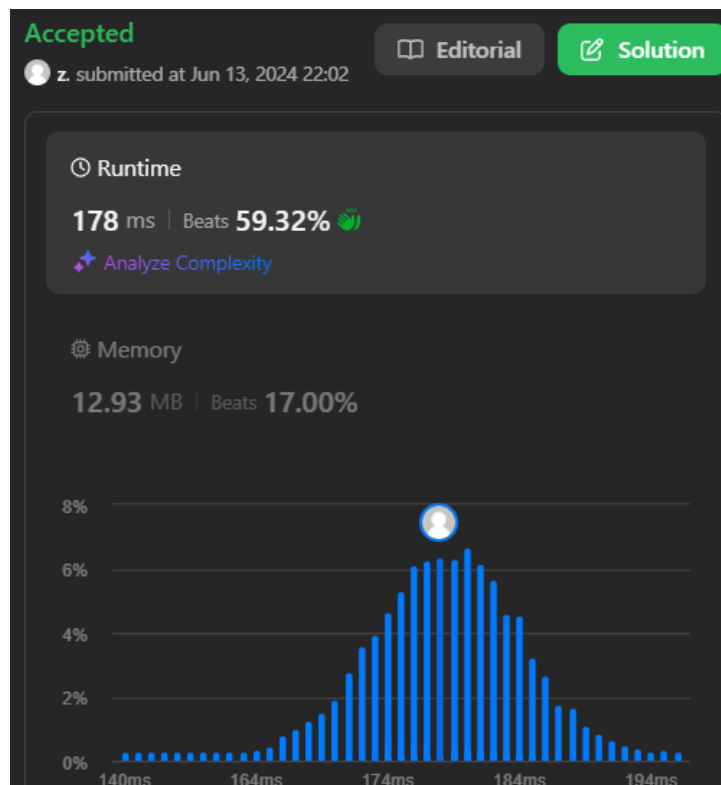 Accepted
Editorial
Solution
z. submitted at Jun 13, 2024 22:02
Runtime
178 ms | Beats 59.32%
Analyze Complexity
Memory
12.93 MB | Beats 17.00%
8%
6%
4%
2%
0%
140ms 164ms 174ms 184ms 194ms